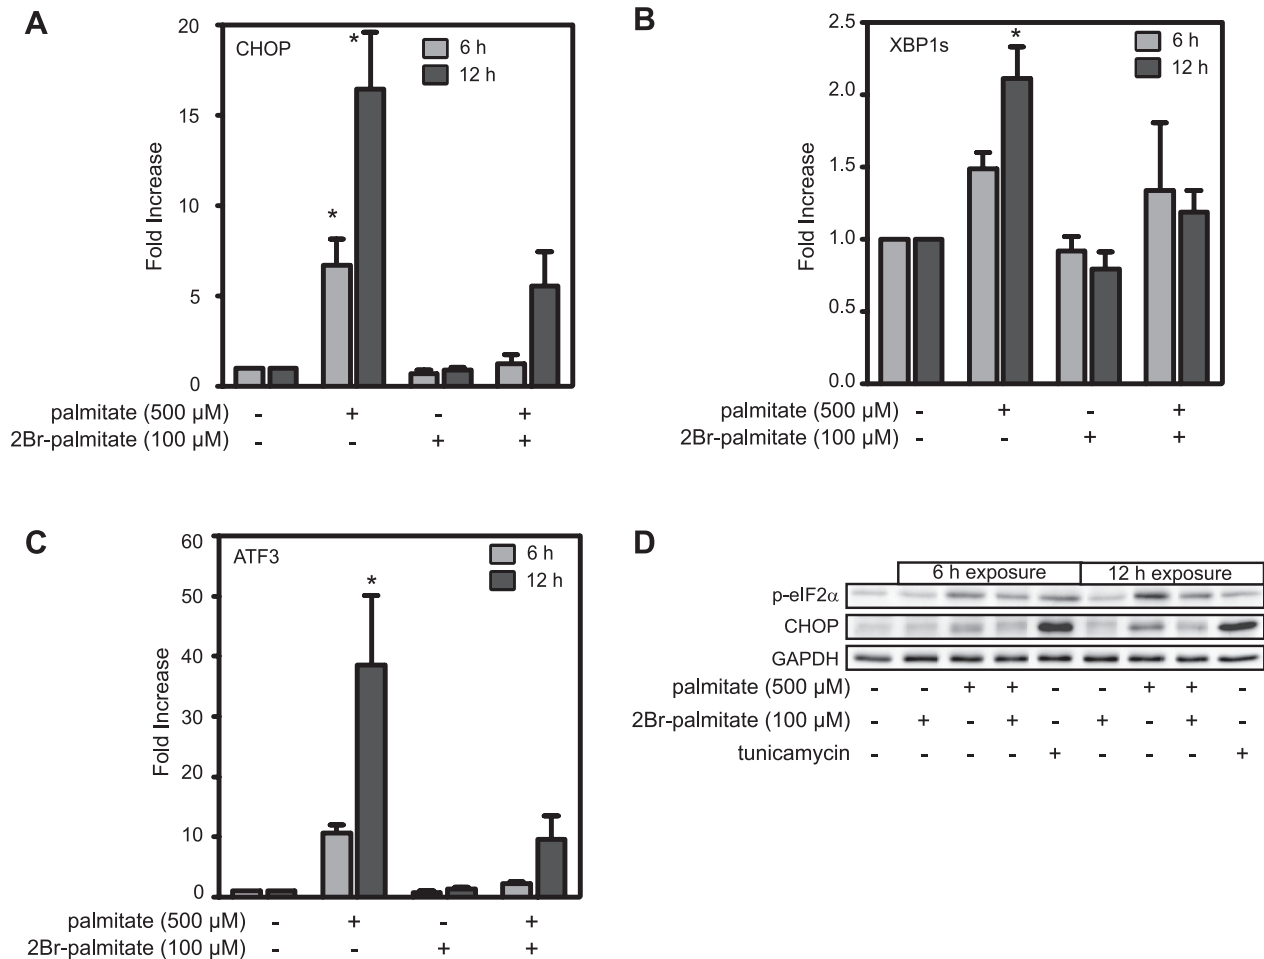 A
CHOP
6 h
12 h
Fold Increase
20
15
10
5
0
*
*
palmitate (500 µM) - + - +
2Br-palmitate (100 µM) - - + +
B
XBP1s
6 h
12 h
Fold Increase
2.5
2.0
1.5
1.0
0.5
0.0
*
palmitate (500 µM) - + - +
2Br-palmitate (100 µM) - - + +
C
ATF3
6 h
12 h
Fold Increase
60
50
40
30
20
10
0
*
palmitate (500 µM) - + - +
2Br-palmitate (100 µM) - - + +
D
6 h exposure 12 h exposure
p-eIF2α
CHOP
GAPDH
palmitate (500 µM) - - + + - - + + -
2Br-palmitate (100 µM) - + - + - + - + -
tunicamycin - - - - + - - - +